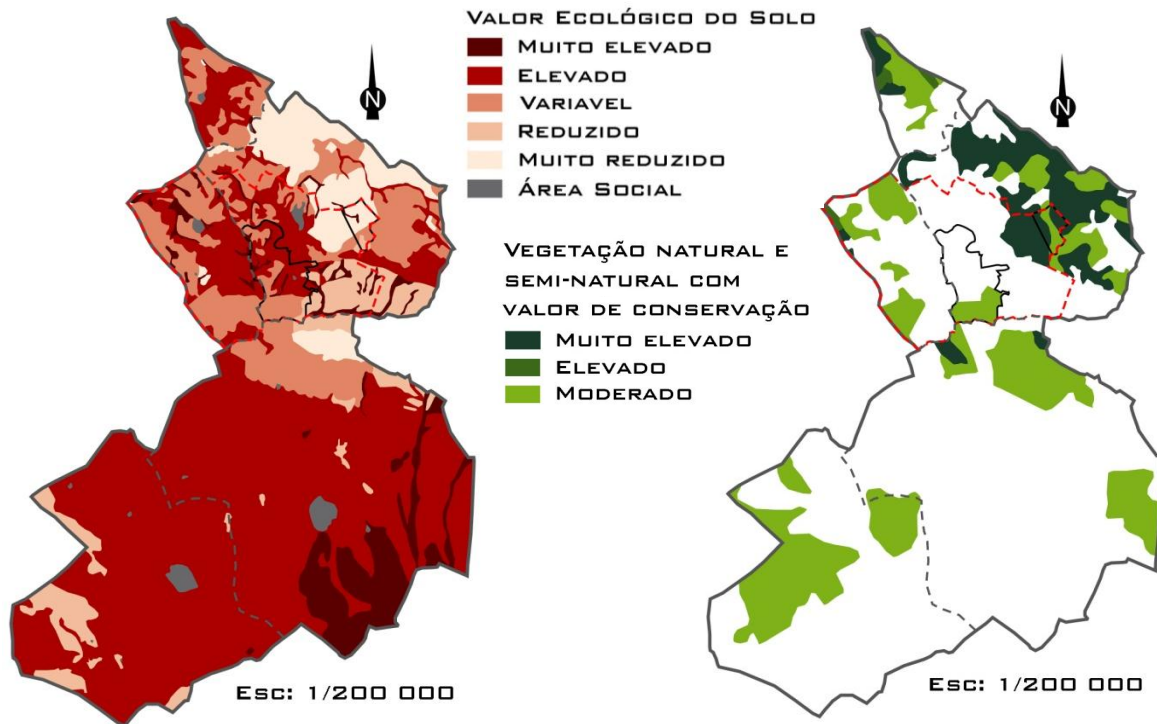 Valor Ecológico do Solo
Muito elevado
Elevado
Variavel
Reduzido
Muito reduzido
Área Social
N
N
Vegetação natural e
semi-natural com
valor de conservação
Muito elevado
Elevado
Moderado
Esc: 1/200 000
Esc: 1/200 000